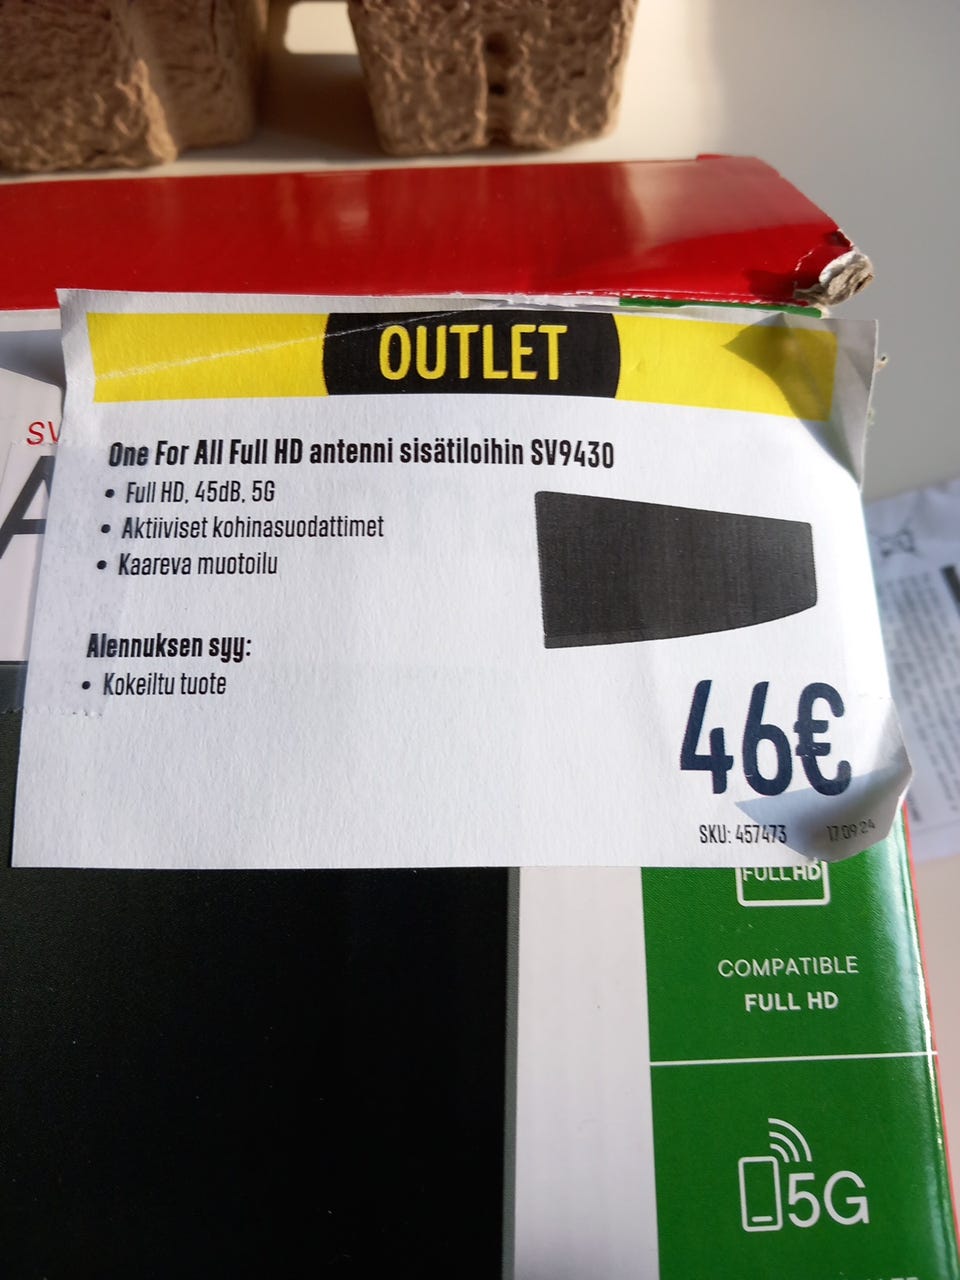 OUTLET
SV
A
One For All Full HD antenni sisätiloihin SV9430
• Full HD, 45dB, 5G
• Aktiiviset kohinasuodattimet
• Kaareva muotoilu
Alennuksen syy:
• Kokeiltu tuote
46€
SKU: 457473
17 09 24
FULL HD
COMPATIBLE
FULL HD
5G